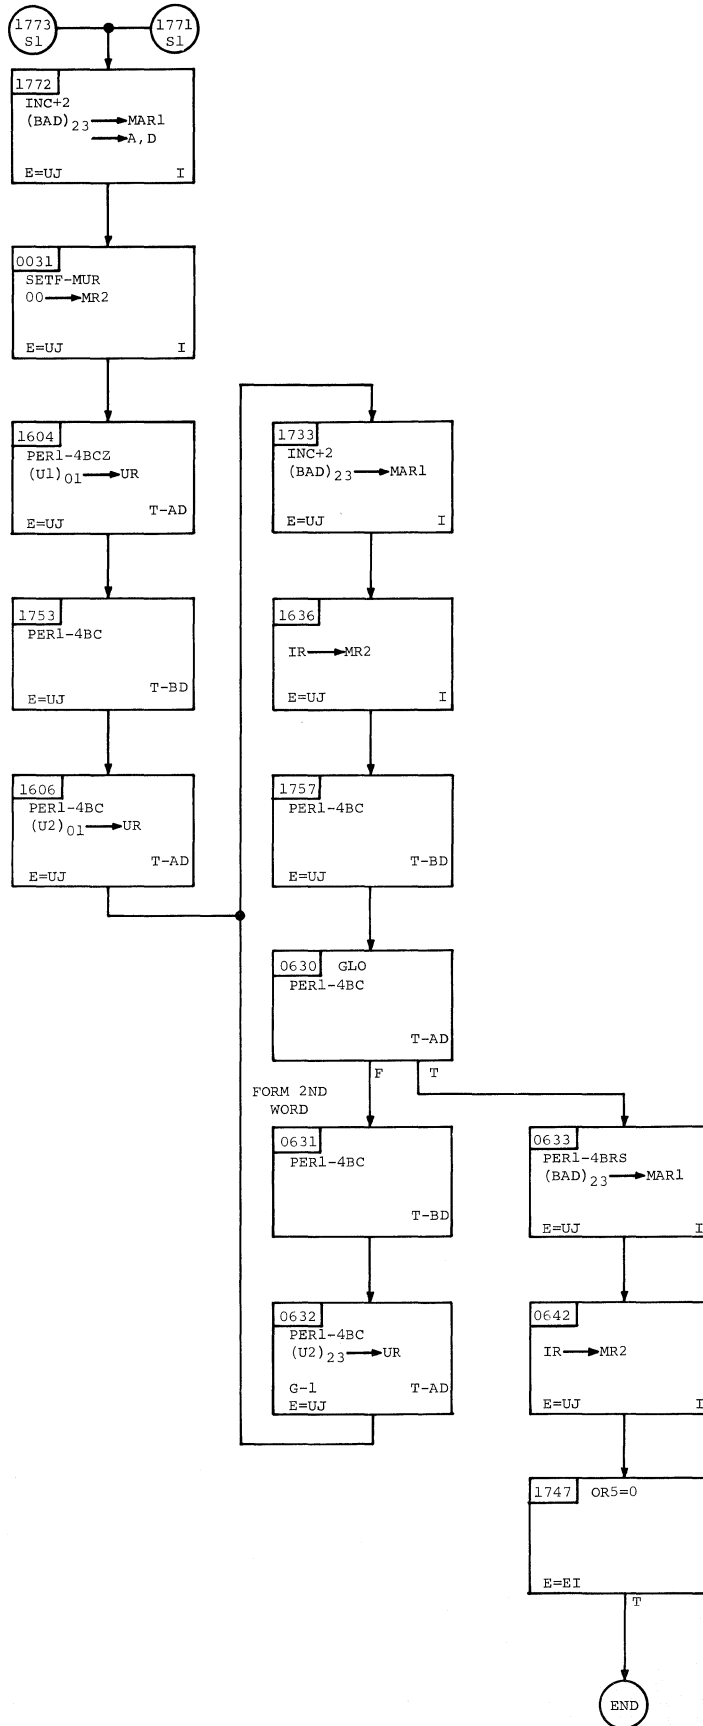 1773
S1
1771
S1
1772
INC+2
(BAD)23→MAR1
→A,D
E=UJ I
0031
SETF-MUR
00→MR2
E=UJ I
1604
PER1-4BCZ
(U1)01→UR
T-AD
E=UJ
1753
PER1-4BC
T-BD
E=UJ
1606
PER1-4BC
(U2)01→UR
T-AD
E=UJ
1733
INC+2
(BAD)23→MAR1
E=UJ I
1636
IR→MR2
E=UJ I
1757
PER1-4BC
T-BD
E=UJ
0630 GLO
PER1-4BC
T-AD
F T
FORM 2ND
WORD
0631
PER1-4BC
T-BD
0632
PER1-4BC
(U2)23→UR
G-1 T-AD
E=UJ
0633
PER1-4BRS
(BAD)23→MAR1
E=UJ I
0642
IR→MR2
E=UJ I
1747 OR5=0
E=EI
T
END